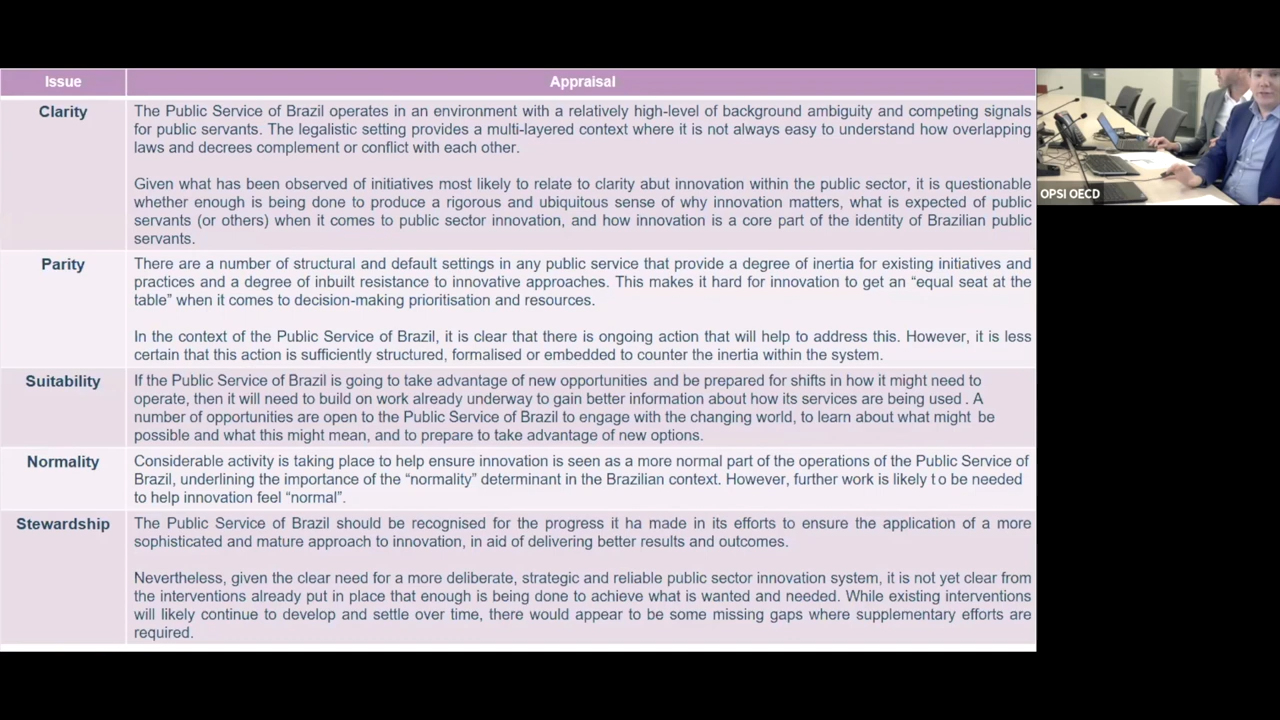 Issue
Appraisal
Clarity
The Public Service of Brazil operates in an environment with a relatively high-level of background ambiguity and competing signals
for public servants. The legalistic setting provides a multi-layered context where it is not always easy to understand how overlapping
laws and decrees complement or conflict with each other.
Given what has been observed of initiatives most likely to relate to clarity abut innovation within the public sector, it is questionable
whether enough is being done to produce a rigorous and ubiquitous sense of why innovation matters, what is expected of public
servants (or others) when it comes to public sector innovation, and how innovation is a core part of the identity of Brazilian public
servants.
Parity
There are a number of structural and default settings in any public service that provide a degree of inertia for existing initiatives and
practices and a degree of inbuilt resistance to innovative approaches. This makes it hard for innovation to get an “equal seat at the
table” when it comes to decision-making prioritisation and resources.
In the context of the Public Service of Brazil, it is clear that there is ongoing action that will help to address this. However, it is less
certain that this action is sufficiently structured, formalised or embedded to counter the inertia within the system.
Suitability
If the Public Service of Brazil is going to take advantage of new opportunities and be prepared for shifts in how it might need to
operate, then it will need to build on work already underway to gain better information about how its services are being used . A
number of opportunities are open to the Public Service of Brazil to engage with the changing world, to learn about what might be
possible and what this might mean, and to prepare to take advantage of new options.
Normality
Considerable activity is taking place to help ensure innovation is seen as a more normal part of the operations of the Public Service of
Brazil, underlining the importance of the “normality” determinant in the Brazilian context. However, further work is likely t o be needed
to help innovation feel “normal”.
Stewardship
The Public Service of Brazil should be recognised for the progress it ha made in its efforts to ensure the application of a more
sophisticated and mature approach to innovation, in aid of delivering better results and outcomes.
Nevertheless, given the clear need for a more deliberate, strategic and reliable public sector innovation system, it is not yet clear from
the interventions already put in place that enough is being done to achieve what is wanted and needed. While existing interventions
will likely continue to develop and settle over time, there would appear to be some missing gaps where supplementary efforts are
required.
OPSI OECD